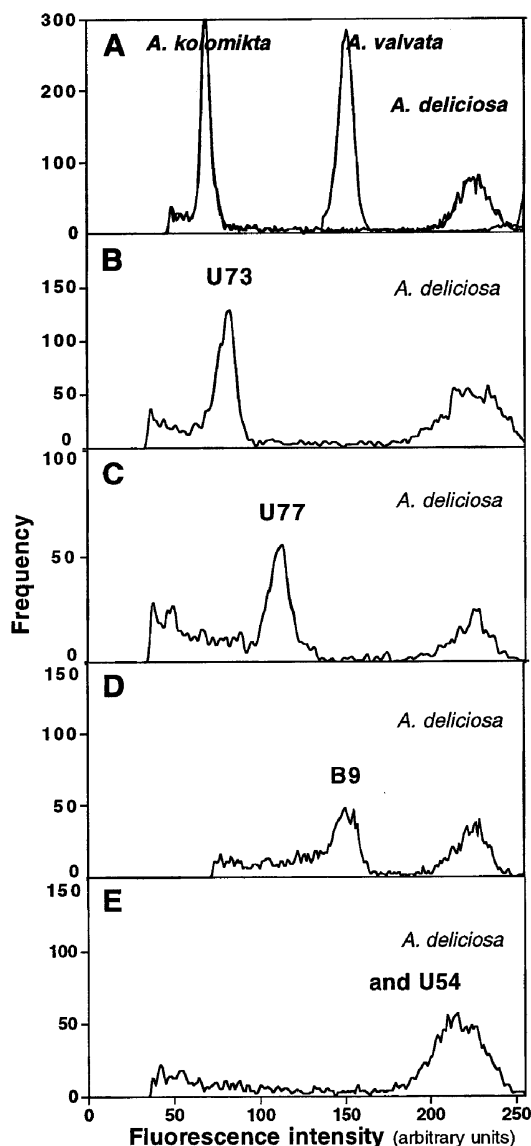 A
A. kolomikta
A. valvata
A. deliciosa
300
200
100
0
B
U73
A. deliciosa
150
100
50
0
C
U77
A. deliciosa
100
50
0
D
B9
A. deliciosa
150
100
50
0
E
A. deliciosa
and U54
150
100
50
0
Frequency
0 50 100 150 200 250
Fluorescence intensity (arbitrary units)